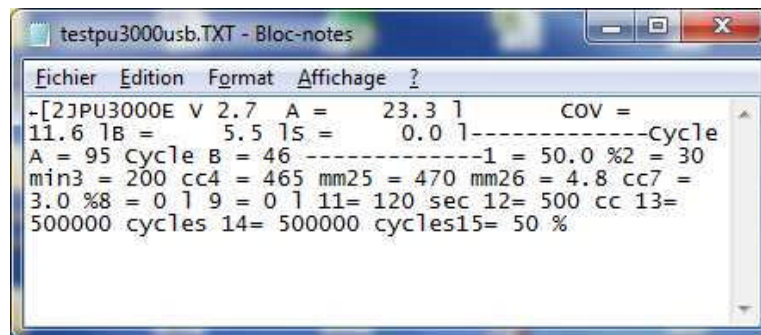 testpu3000usb.TXT - Bloc-notes
Fichier Edition Format Affichage ?
←[2JPU3000E V 2.7 A = 23.3 l COV =
11.6 lB = 5.5 lS = 0.0 l-------------Cycle
A = 95 Cycle B = 46 -------------1 = 50.0 %2 = 30
min3 = 200 cc4 = 465 mm25 = 470 mm26 = 4.8 cc7 =
3.0 %8 = 0 l 9 = 0 l 11= 120 sec 12= 500 cc 13=
500000 cycles 14= 500000 cycles15= 50 %